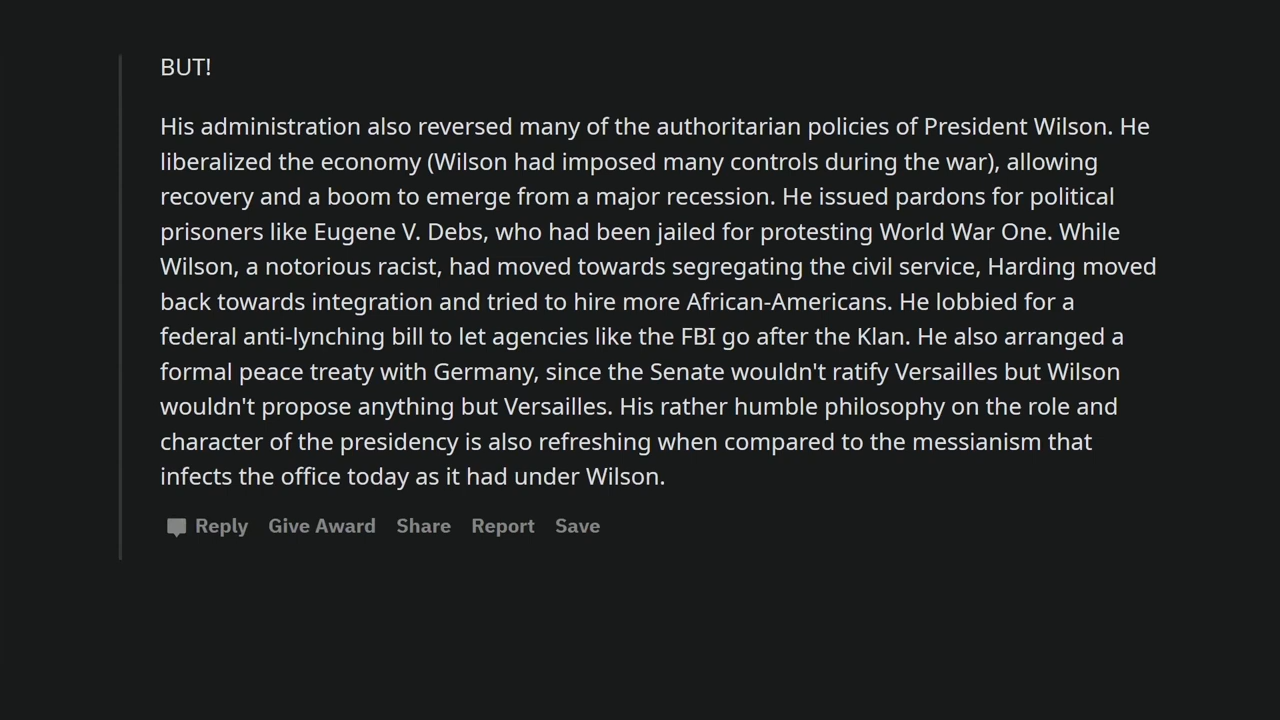 BUT!
His administration also reversed many of the authoritarian policies of President Wilson. He
liberalized the economy (Wilson had imposed many controls during the war), allowing
recovery and a boom to emerge from a major recession. He issued pardons for political
prisoners like Eugene V. Debs, who had been jailed for protesting World War One. While
Wilson, a notorious racist, had moved towards segregating the civil service, Harding moved
back towards integration and tried to hire more African-Americans. He lobbied for a
federal anti-lynching bill to let agencies like the FBI go after the Klan. He also arranged a
formal peace treaty with Germany, since the Senate wouldn't ratify Versailles but Wilson
wouldn't propose anything but Versailles. His rather humble philosophy on the role and
character of the presidency is also refreshing when compared to the messianism that
infects the office today as it had under Wilson.
Reply Give Award Share Report Save